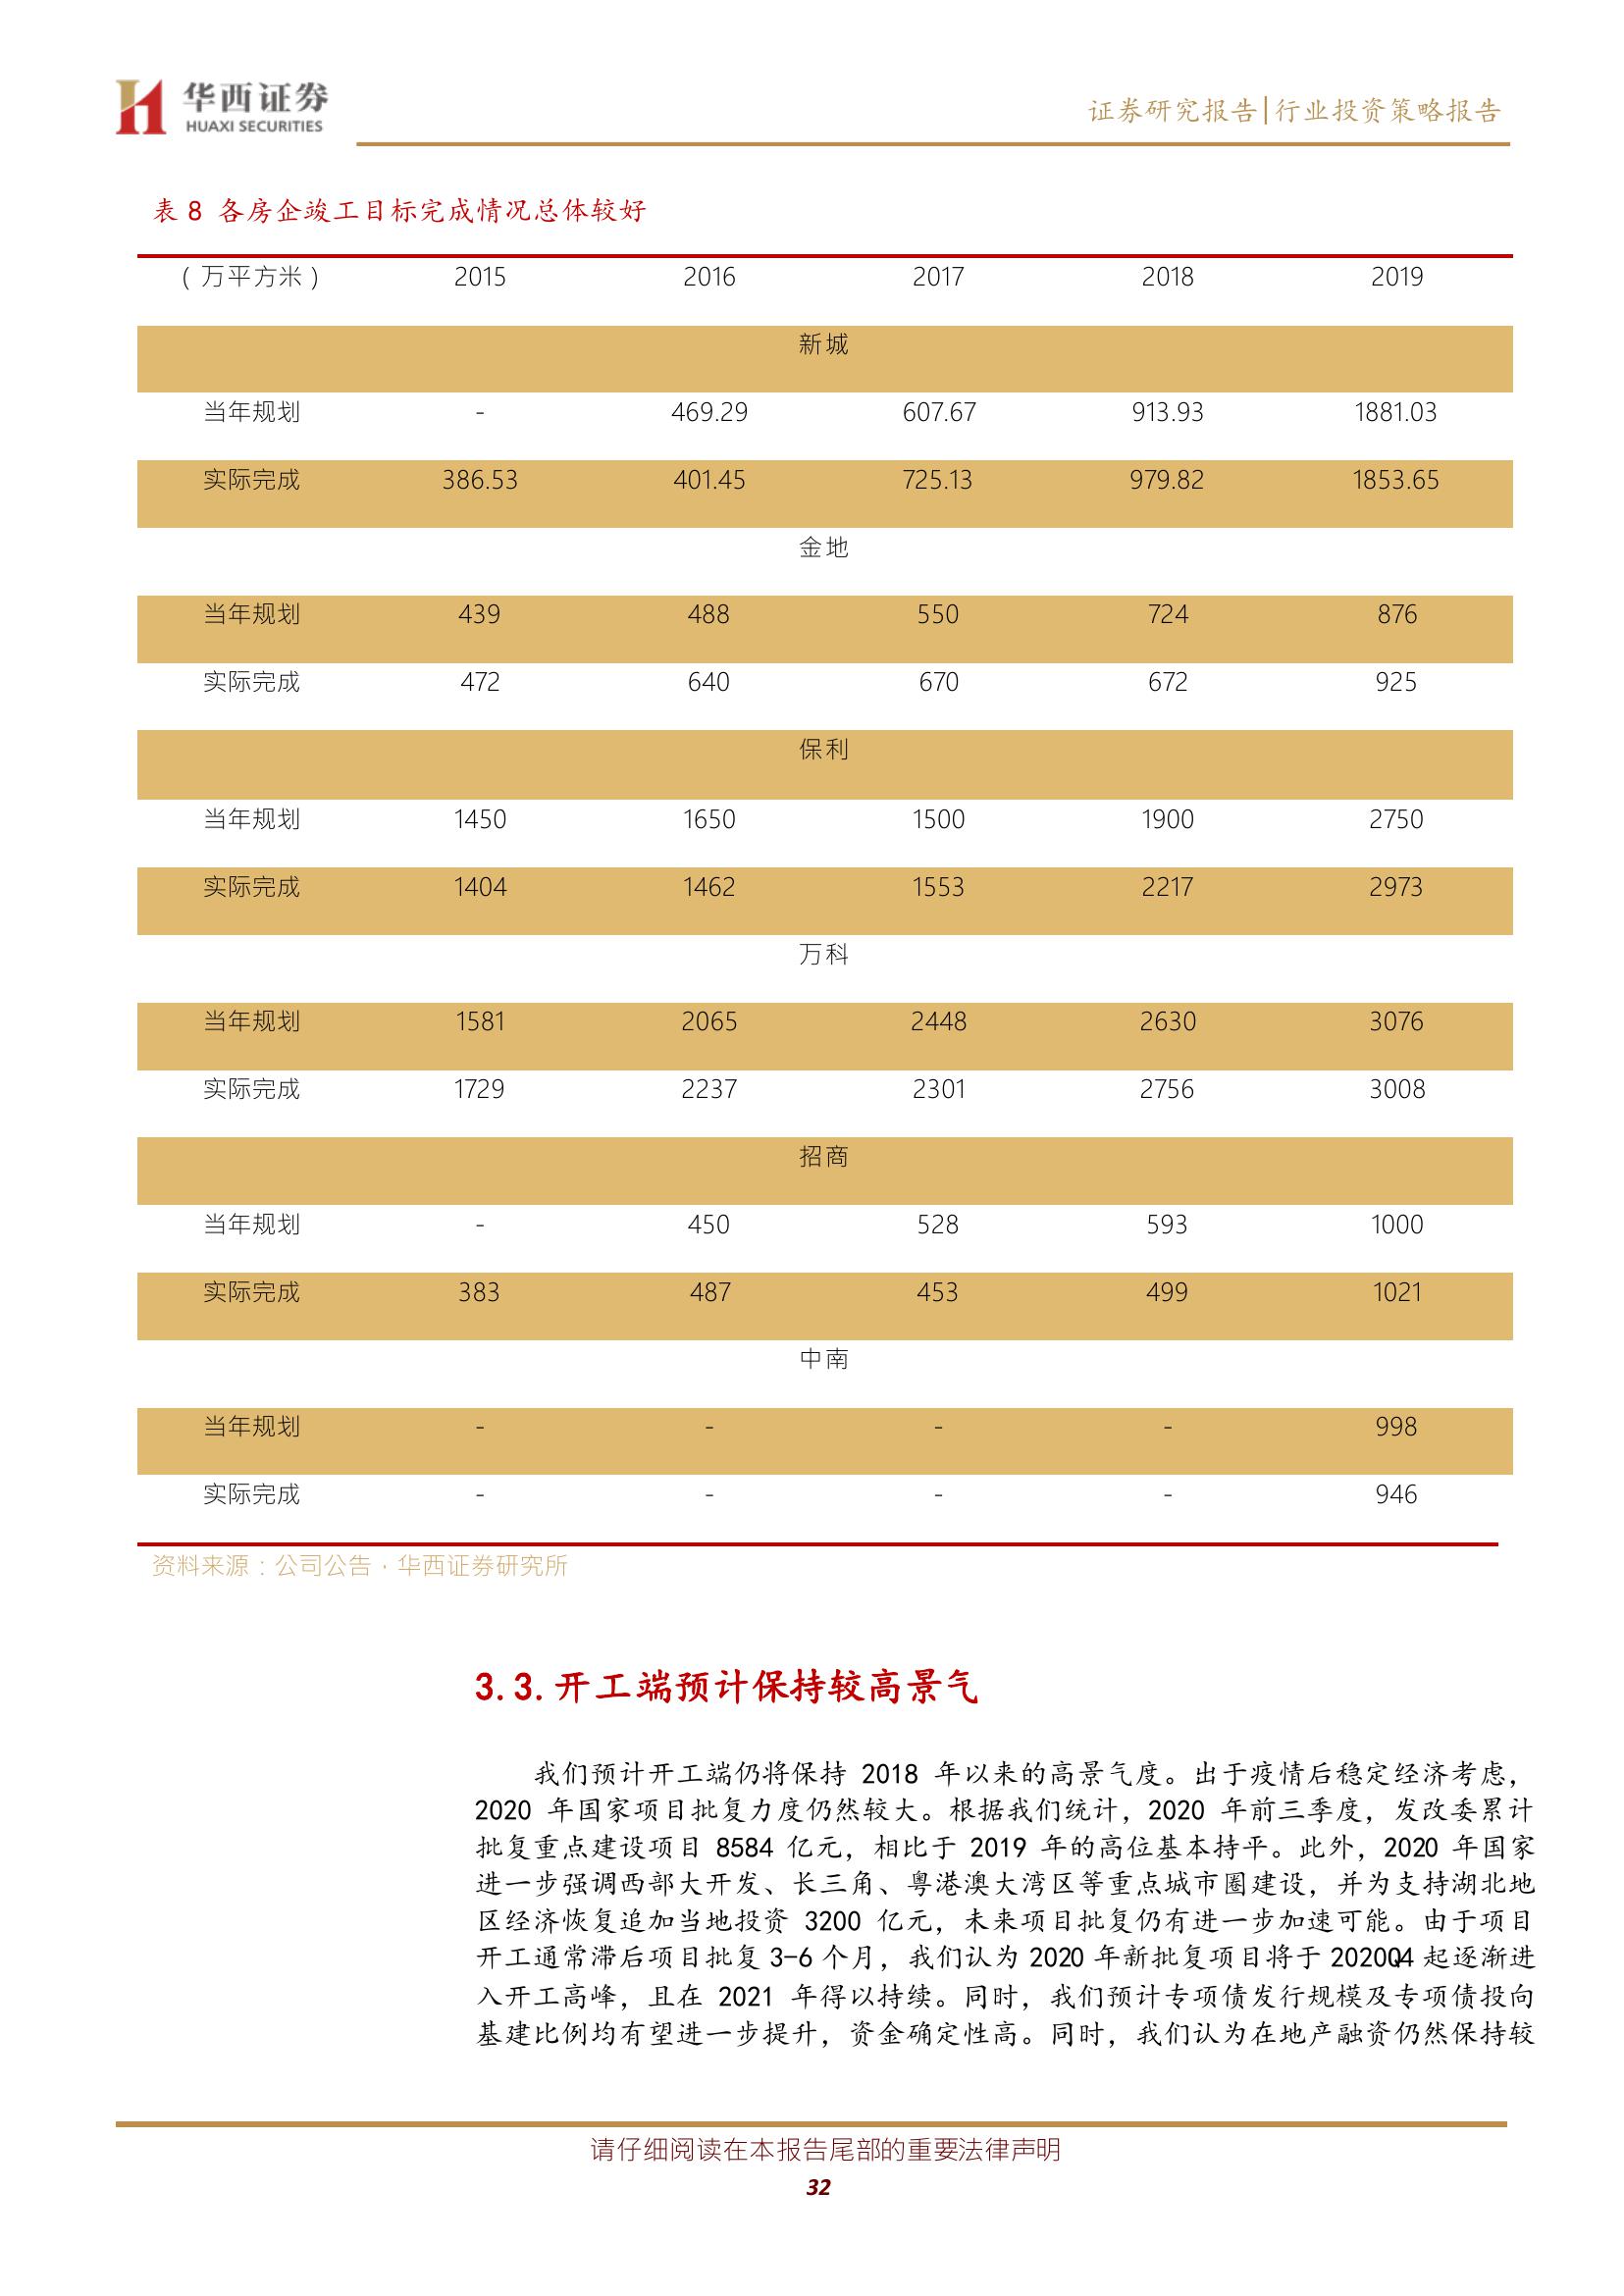 华西证券
HUAXI SECURITIES
证券研究报告|行业投资策略报告
表 8 各房企竣工目标完成情况总体较好
(万平方米) 2015 2016 2017 2018 2019
新城
当年规划 - 469.29 607.67 913.93 1881.03
实际完成 386.53 401.45 725.13 979.82 1853.65
金地
当年规划 439 488 550 724 876
实际完成 472 640 670 672 925
保利
当年规划 1450 1650 1500 1900 2750
实际完成 1404 1462 1553 2217 2973
万科
当年规划 1581 2065 2448 2630 3076
实际完成 1729 2237 2301 2756 3008
招商
当年规划 - 450 528 593 1000
实际完成 383 487 453 499 1021
中南
当年规划 - - - - 998
实际完成 - - - - 946
资料来源：公司公告，华西证券研究所
3.3.开工端预计保持较高景气
我们预计开工端仍将保持 2018 年以来的高景气度。出于疫情后稳定经济考虑，
2020 年国家项目批复力度仍然较大。根据我们统计，2020 年前三季度，发改委累计
批复重点建设项目 8584 亿元，相比于 2019 年的高位基本持平。此外，2020 年国家
进一步强调西部大开发、长三角、粤港澳大湾区等重点城市圈建设，并为支持湖北地
区经济恢复追加当地投资 3200 亿元，未来项目批复仍有进一步加速可能。由于项目
开工通常滞后项目批复 3-6 个月，我们认为 2020 年新批复项目将于 2020Q4 起逐渐进
入开工高峰，且在 2021 年得以持续。同时，我们预计专项债发行规模及专项债投向
基建比例均有望进一步提升，资金确定性高。同时，我们认为在地产融资仍然保持较
请仔细阅读在本报告尾部的重要法律声明
32